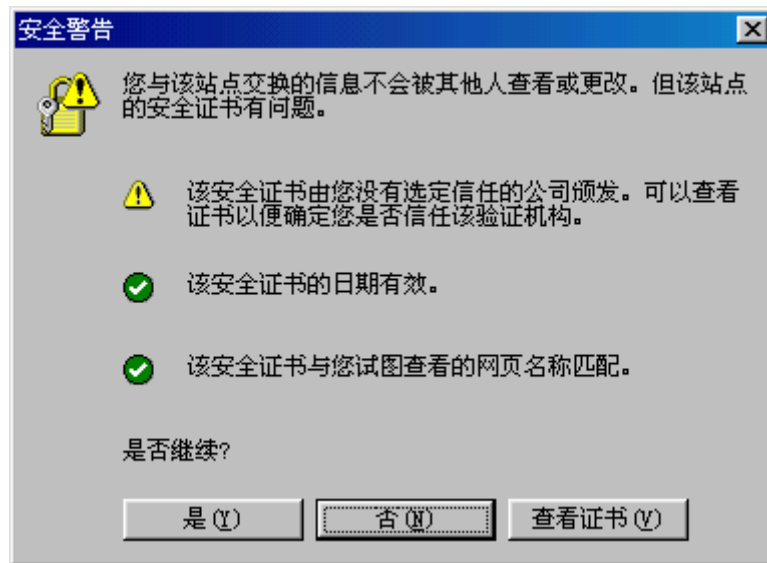 安全警告
您与该站点交换的信息不会被其他人查看或更改。但该站点
的安全证书有问题。
该安全证书由您没有选定信任的公司颁发。可以查看
证书以便确定您是否信任该验证机构。
该安全证书的日期有效。
该安全证书与您试图查看的网页名称匹配。
是否继续?
是(Y) 否(N) 查看证书(V)